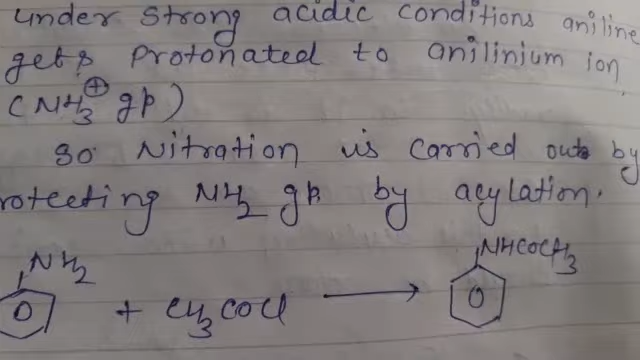 under strong acidic conditions aniline
gets protonated to anilinium ion
(NH₃⊕ gp)
so Nitration is carried out by
rotecting NH₂ gp by acylation.
NH₂ NHCOCH₃
+ CH₃COCl ⟶